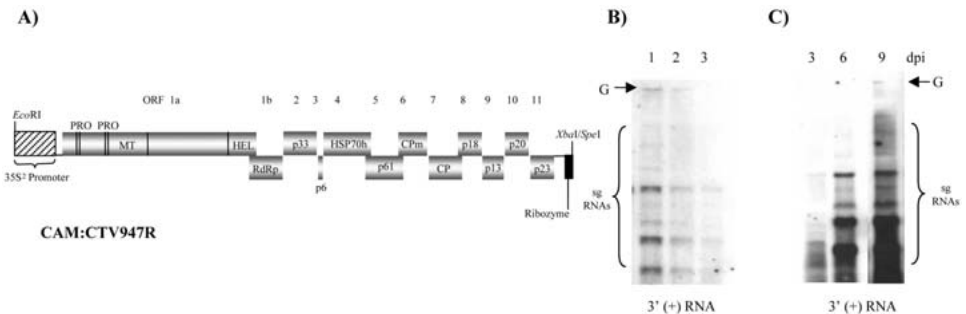 A)
B)
C)
1 2 3
3 6 9 dpi
G
G
ORF 1a 1b 2 3 4 5 6 7 8 9 10 11
EcoRI
XbaI/SpeI
PRO PRO
MT HEL p33 HSP70h CPm p18 p20
RdRp p61 CP p13 p23
p6
35S² Promoter
Ribozyme
sg
RNAs
sg
RNAs
CAM:CTV947R
3' (+) RNA
3' (+) RNA